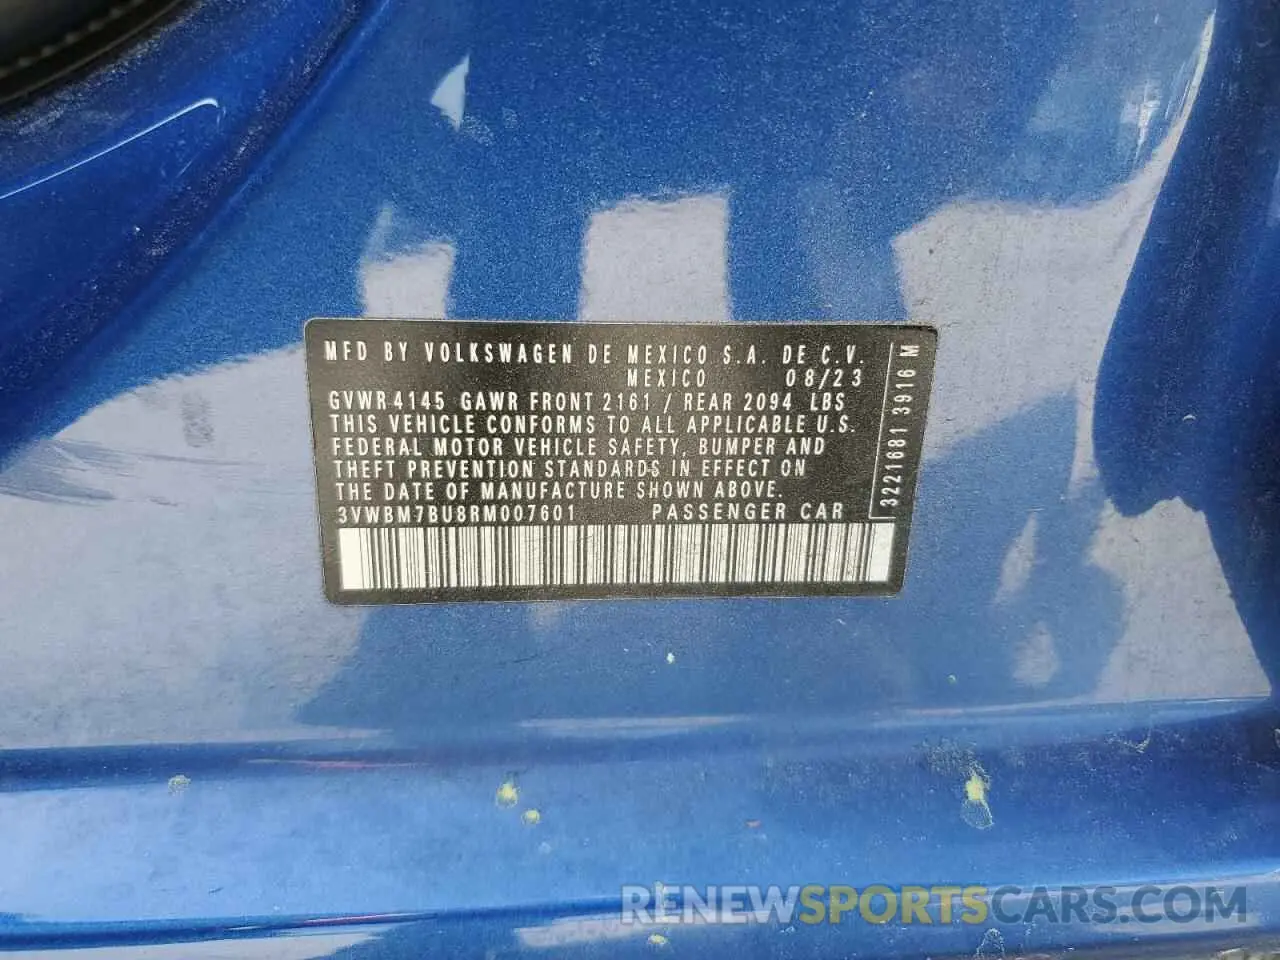 MFD BY VOLKSWAGEN DE MEXICO S.A. DE C.V.
MEXICO 08/23
GVWR 4145 GAWR FRONT 2161 / REAR 2094 LBS
THIS VEHICLE CONFORMS TO ALL APPLICABLE U.S.
FEDERAL MOTOR VEHICLE SAFETY, BUMPER AND
THEFT PREVENTION STANDARDS IN EFFECT ON
THE DATE OF MANUFACTURE SHOWN ABOVE.
3VWBM7BU8RM007601 PASSENGER CAR
3221681 3916 M
RENEWSPORTSCARS.COM